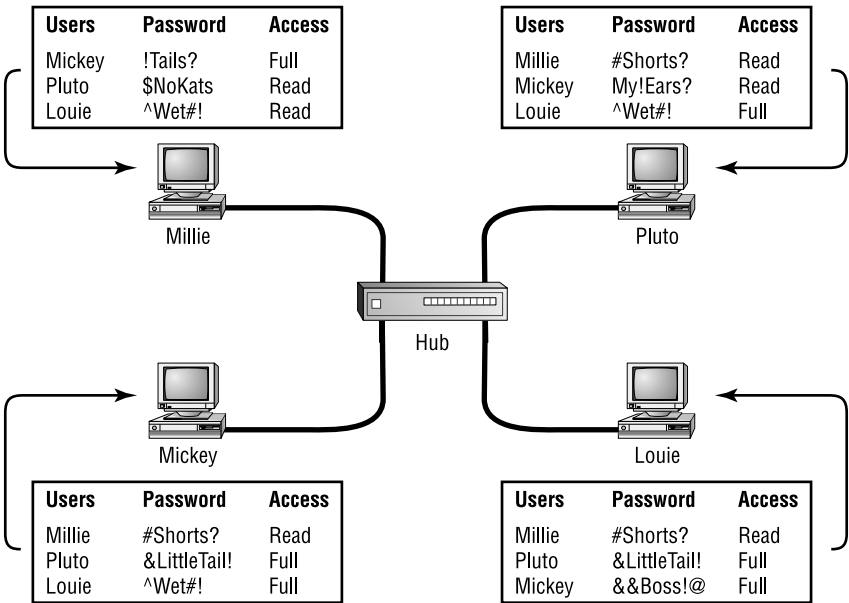 Users Password Access
Mickey !Tails? Full
Pluto $NoKats Read
Louie ^Wet#! Read
Users Password Access
Millie #Shorts? Read
Mickey My!Ears? Read
Louie ^Wet#! Full
Millie
Pluto
Hub
Mickey
Louie
Users Password Access
Millie #Shorts? Read
Pluto &LittleTail! Full
Louie ^Wet#! Full
Users Password Access
Millie #Shorts? Read
Pluto &LittleTail! Full
Mickey &&Boss!@ Full